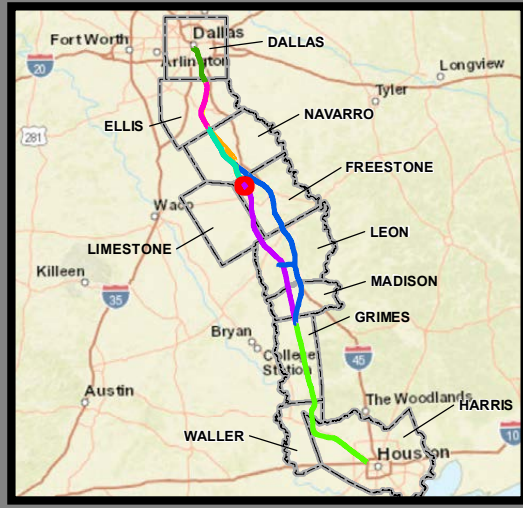 Fort Worth
Dallas
DALLAS
Arlington
Longview
20
Tyler
ELLIS
NAVARRO
281
FREESTONE
Waco
LEON
LIMESTONE
Killeen
MADISON
35
GRIMES
Bryan
College
Station
45
Austin
The Woodlands
HARRIS
WALLER
10
Houston